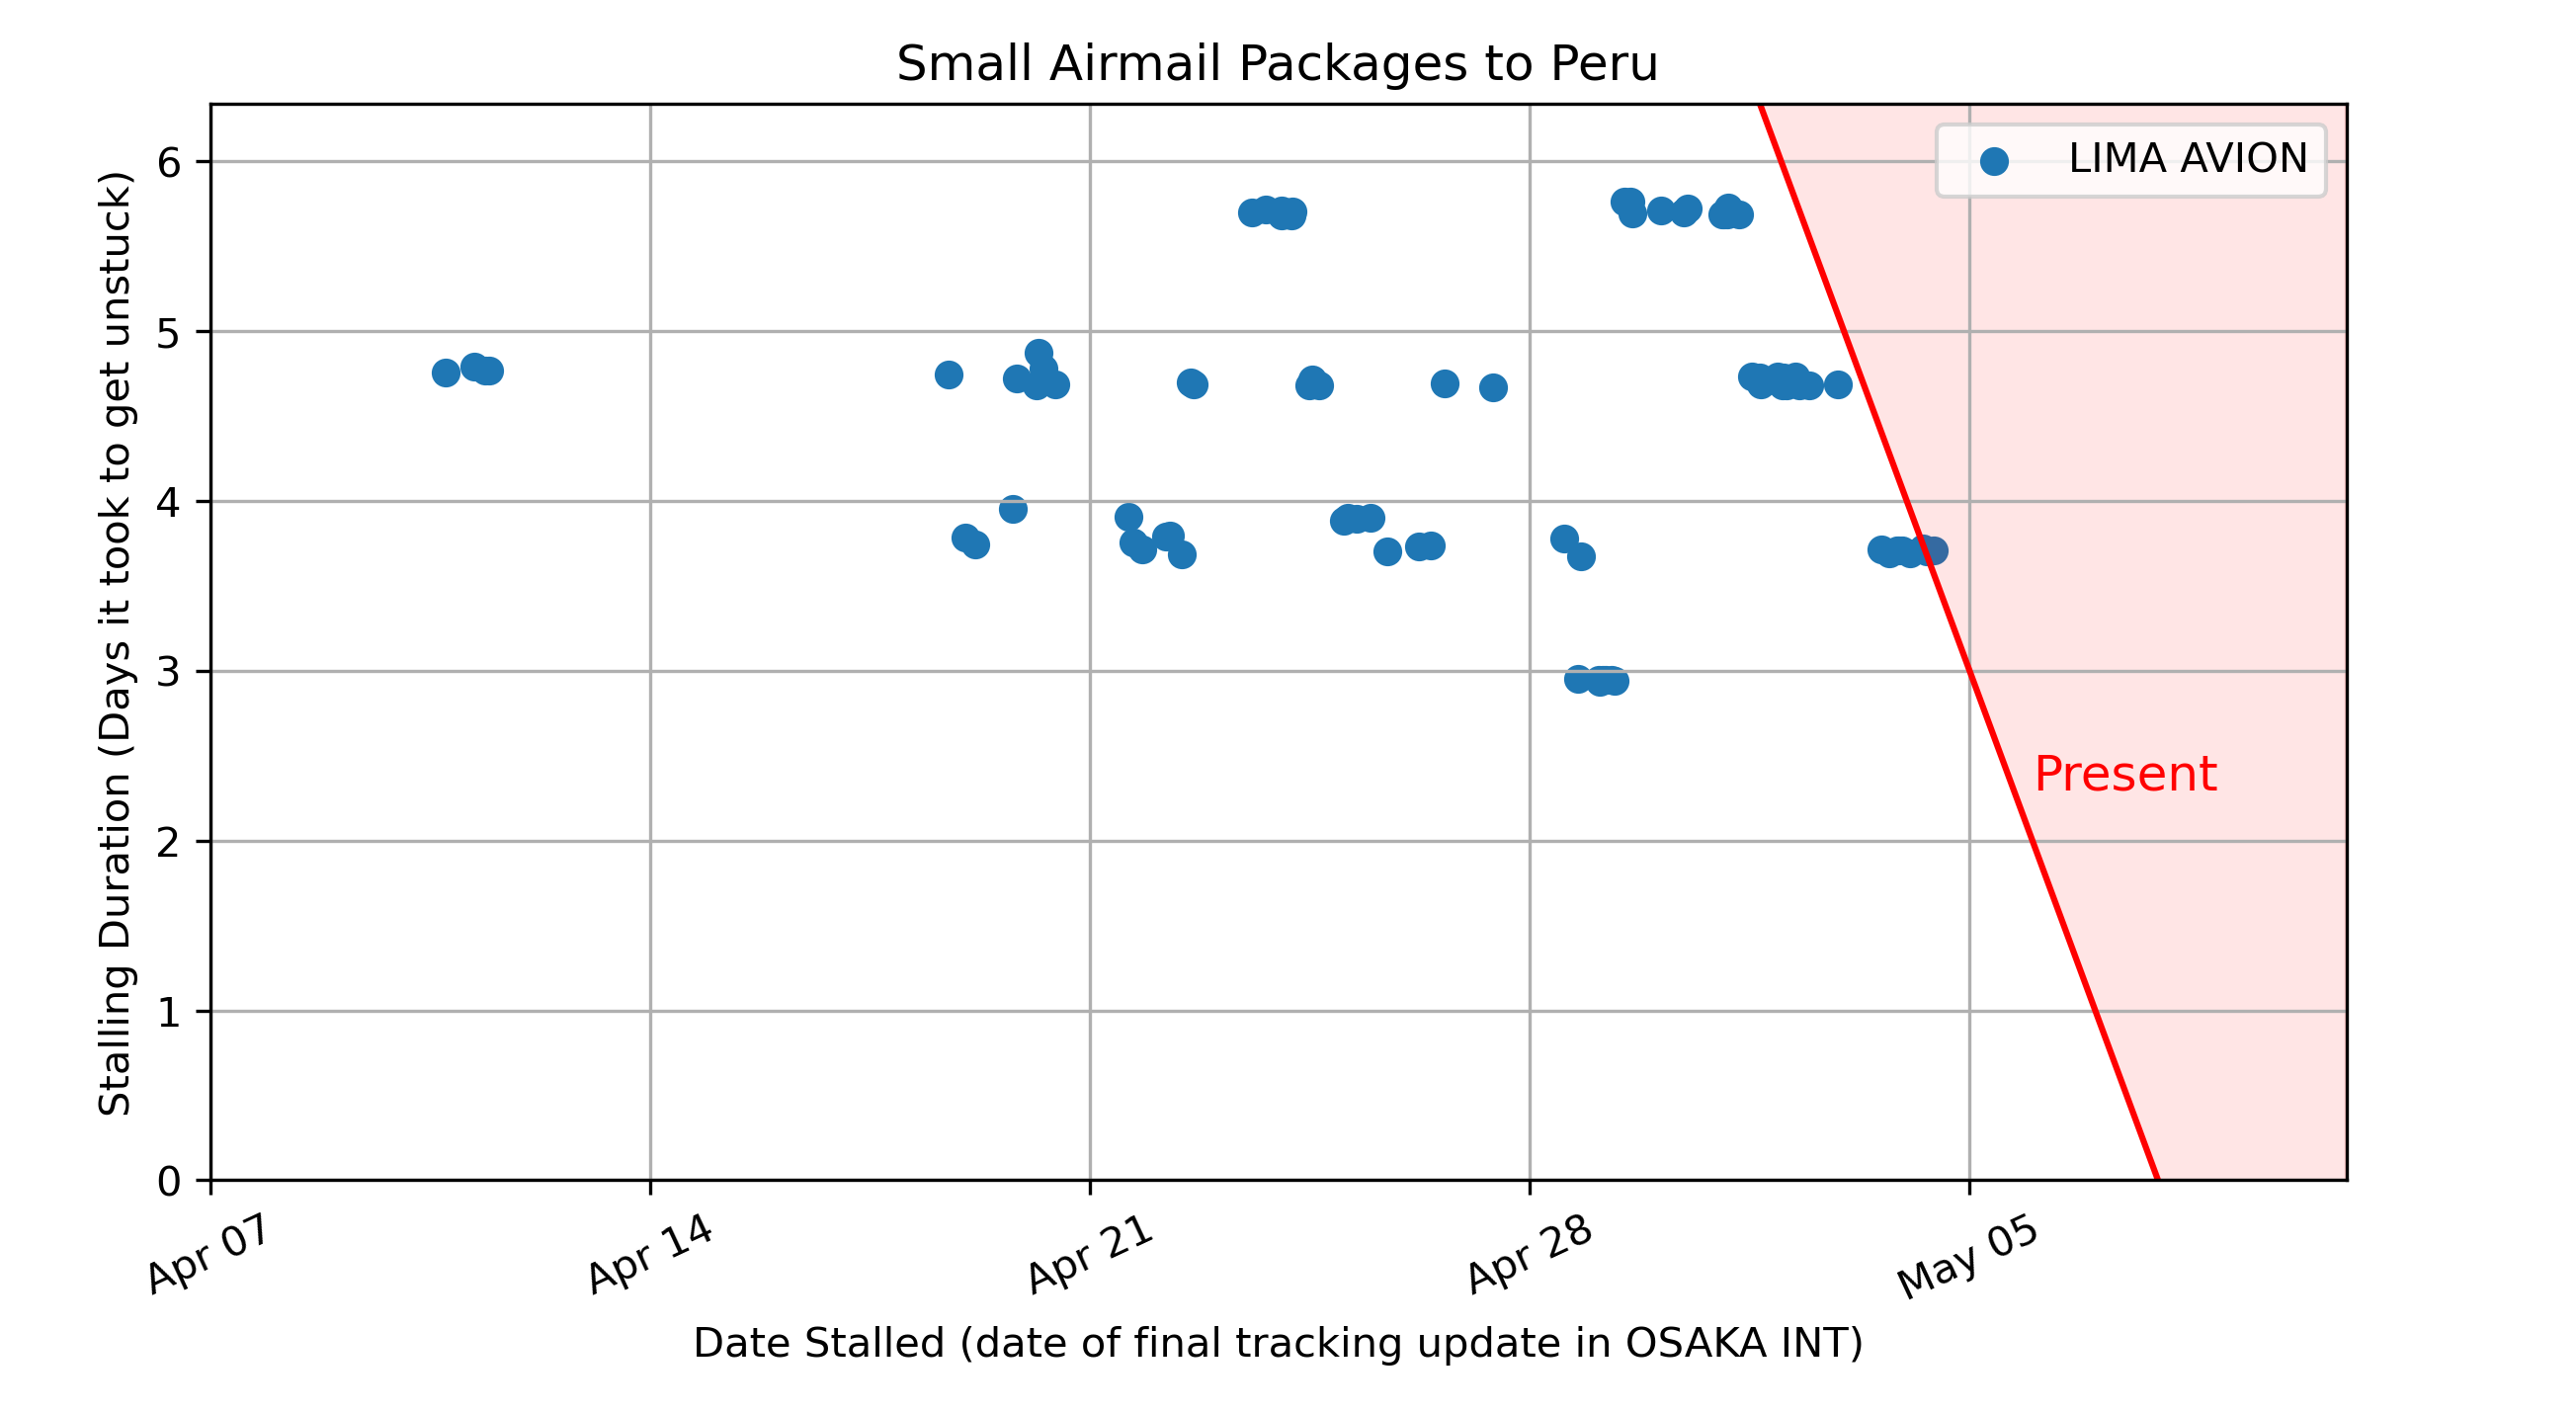 Small Airmail Packages to Peru
LIMA AVION
Stalling Duration (Days it took to get unstuck)
6
5
4
3
2
1
0
Present
Apr 07
Apr 14
Apr 21
Apr 28
May 05
Date Stalled (date of final tracking update in OSAKA INT)